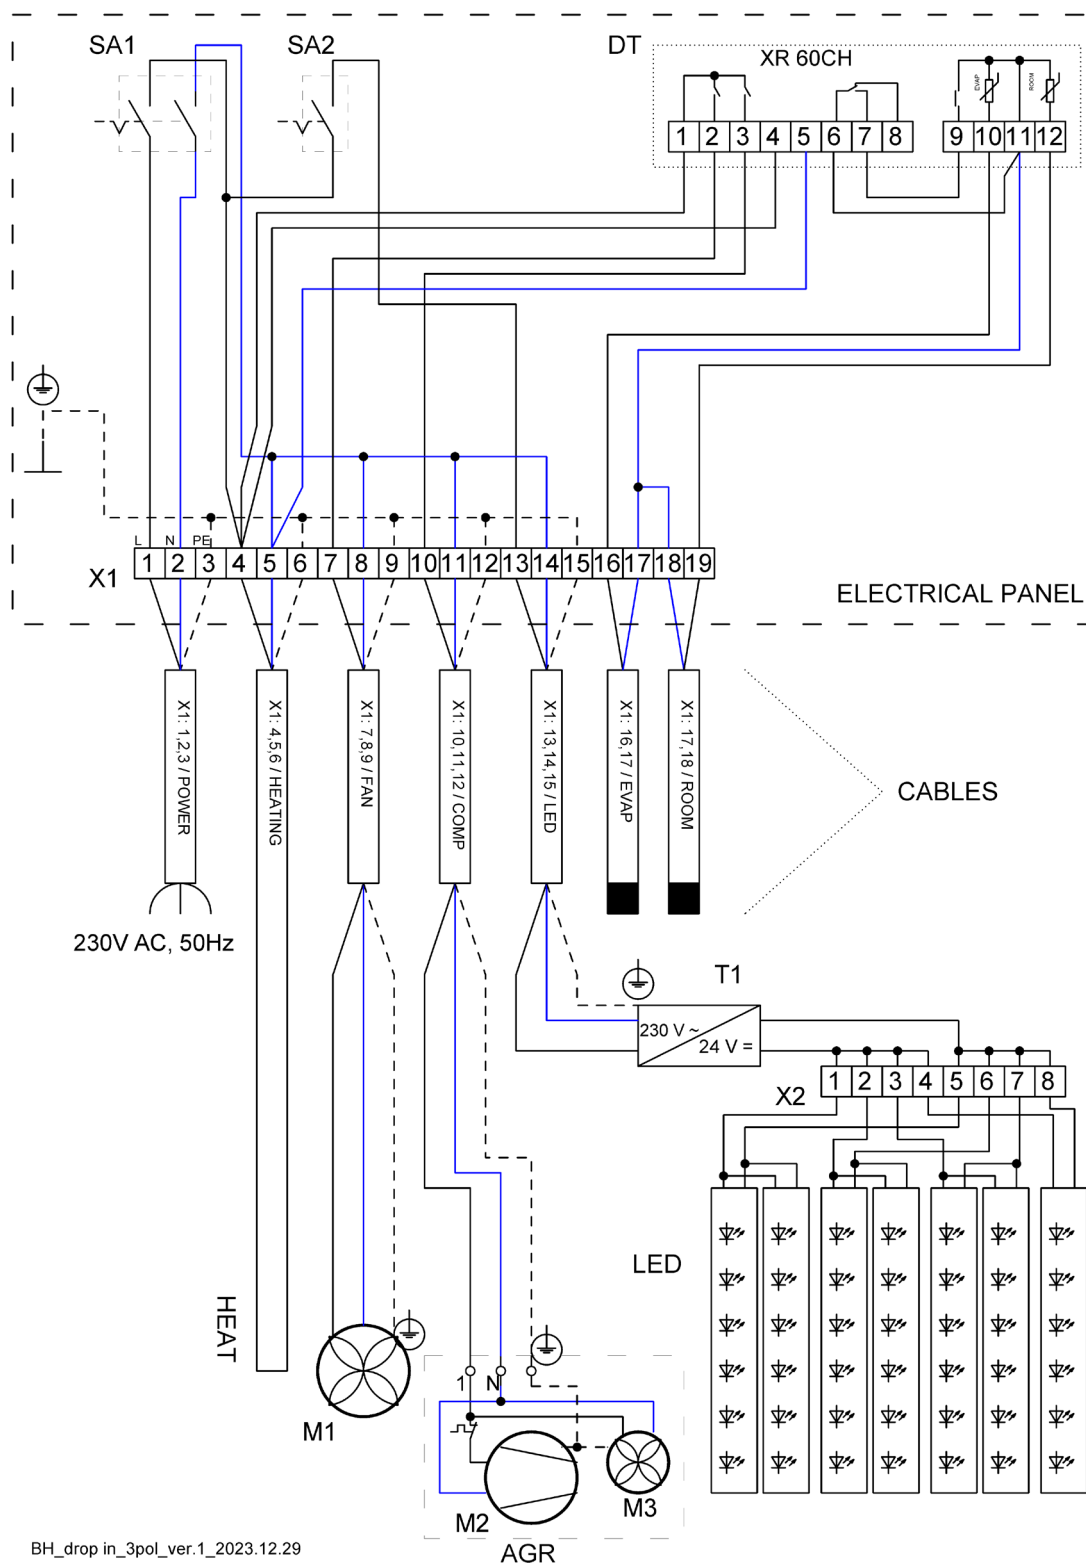 SA1
SA2
DT
XR 60CH
EVAP
ROOM
1 2 3 4 5 6 7 8 9 10 11 12
L N PE
1 2 3 4 5 6 7 8 9 10 11 12 13 14 15 16 17 18 19
X1
ELECTRICAL PANEL
X1: 1,2,3 / POWER
X1: 4,5,6 / HEATING
X1: 7,8,9 / FAN
X1: 10,11,12 / COMP
X1: 13,14,15 / LED
X1: 16,17 / EVAP
X1: 17,18 / ROOM
CABLES
230V AC, 50Hz
T1
230 V ~
24 V =
1 2 3 4 5 6 7 8
X2
LED
HEAT
1 N
M1
M2
M3
AGR
BH_drop in_3pol_ver.1_2023.12.29